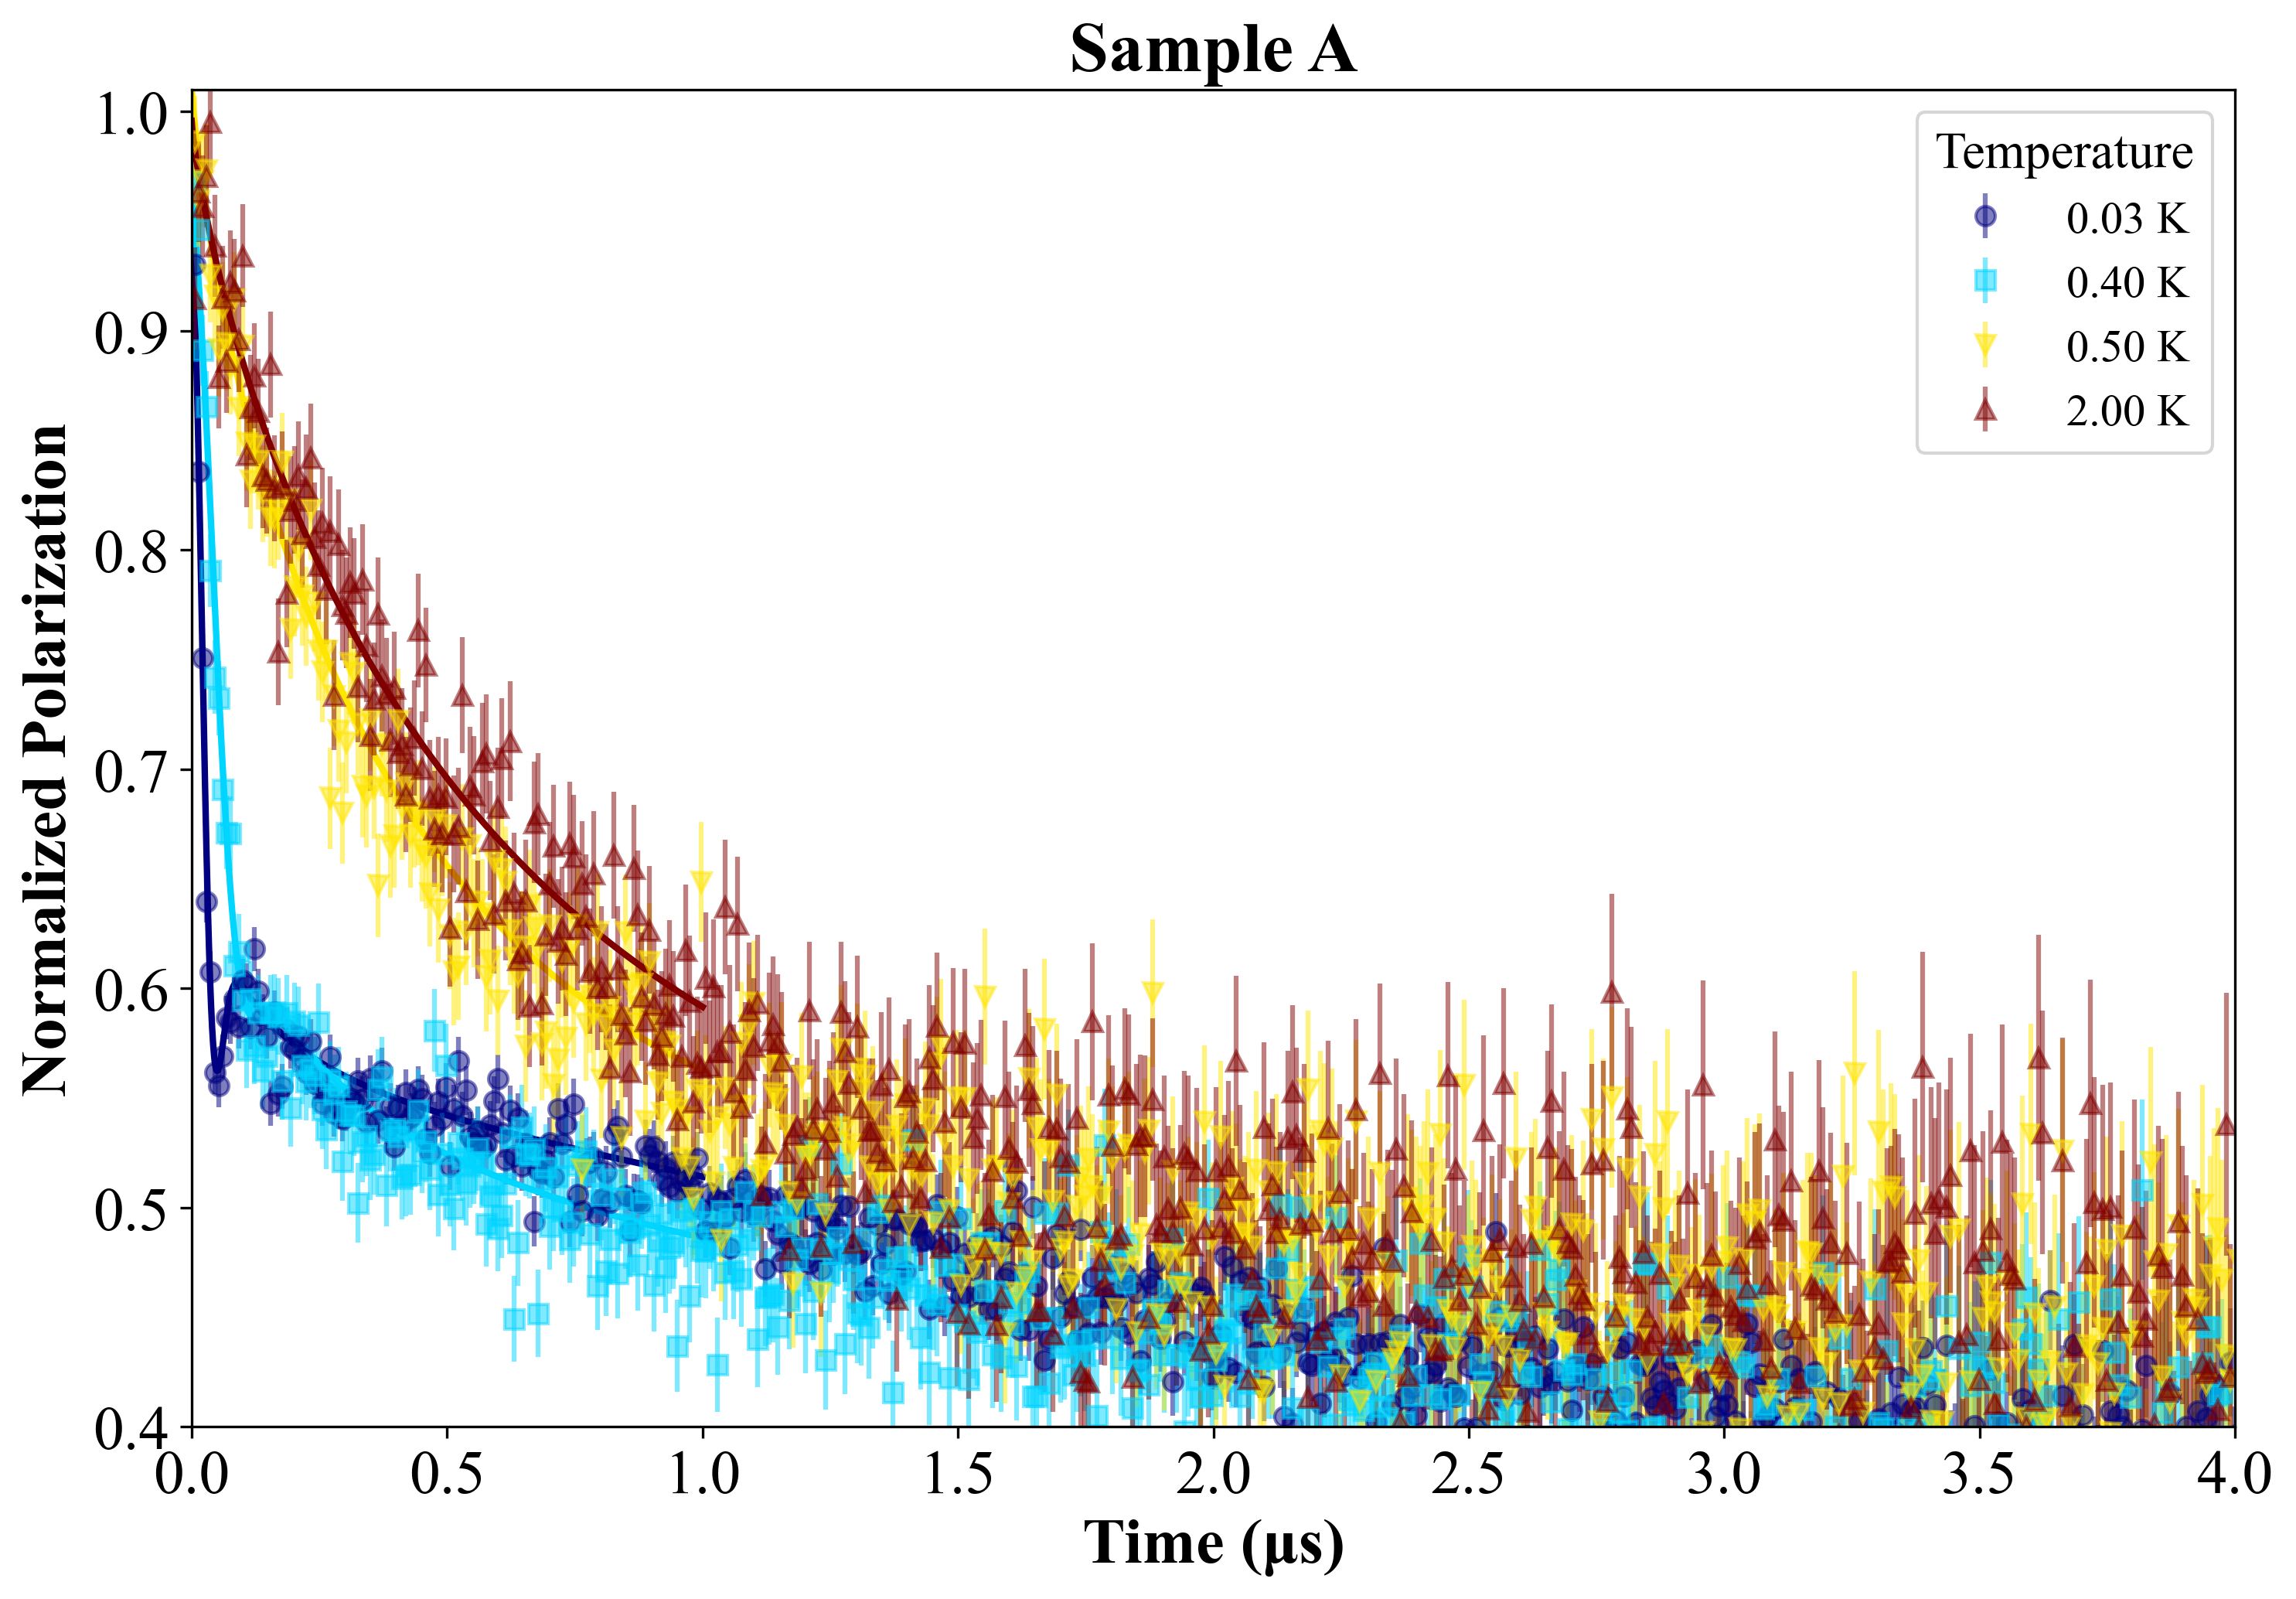 Sample A
Normalized Polarization
1.0
0.9
0.8
0.7
0.6
0.5
0.4
Temperature
0.03 K
0.40 K
0.50 K
2.00 K
0.0 0.5 1.0 1.5 2.0 2.5 3.0 3.5 4.0
Time (μs)